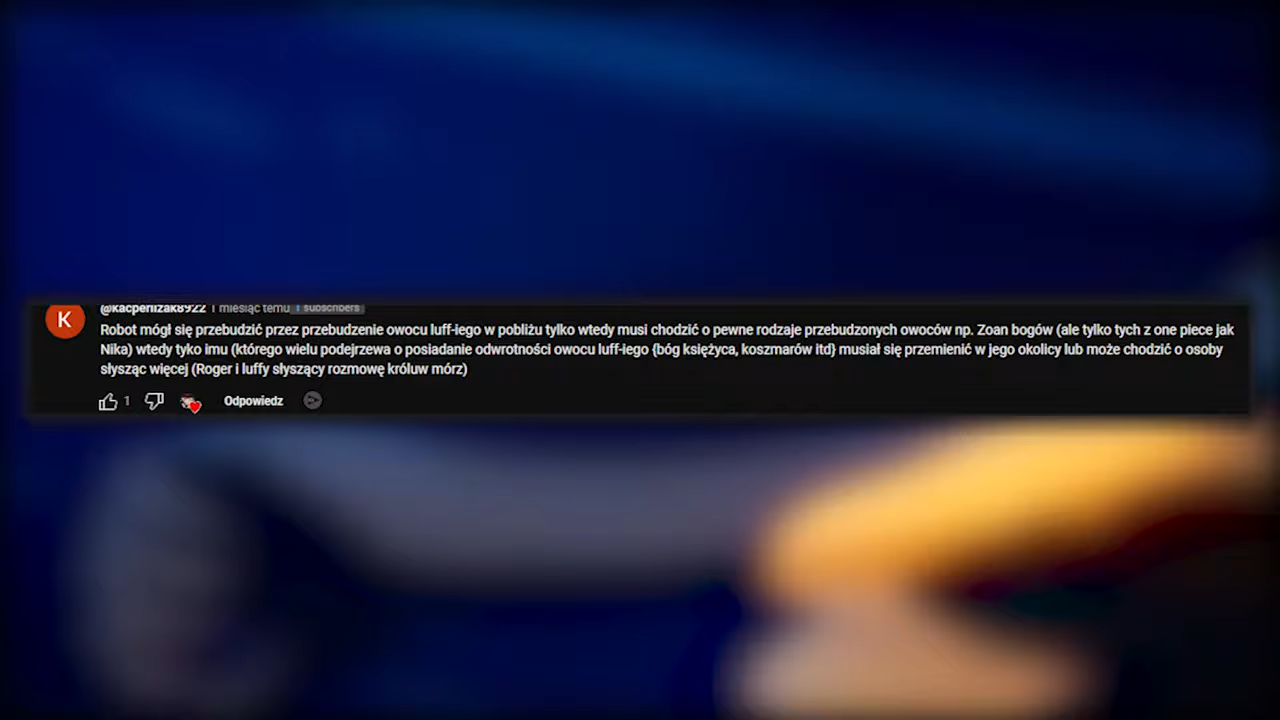 K
@kacperlizak8922 1 miesiąc temu 1 subscribers
Robot mógł się przebudzić przez przebudzenie owocu luff-iego w pobliżu tylko wtedy musi chodzić o pewne rodzaje przebudzonych owoców np. Zoan bogów (ale tylko tych z one piece jak
Nika) wtedy tyko imu (którego wielu podejrzewa o posiadanie odwrotności owocu luff-iego {bóg księżyca, koszmarów itd} musiał się przemienić w jego okolicy lub może chodzić o osoby
słysząc więcej (Roger i luffy słyszący rozmowę króluw mórz)
1 Odpowiedz